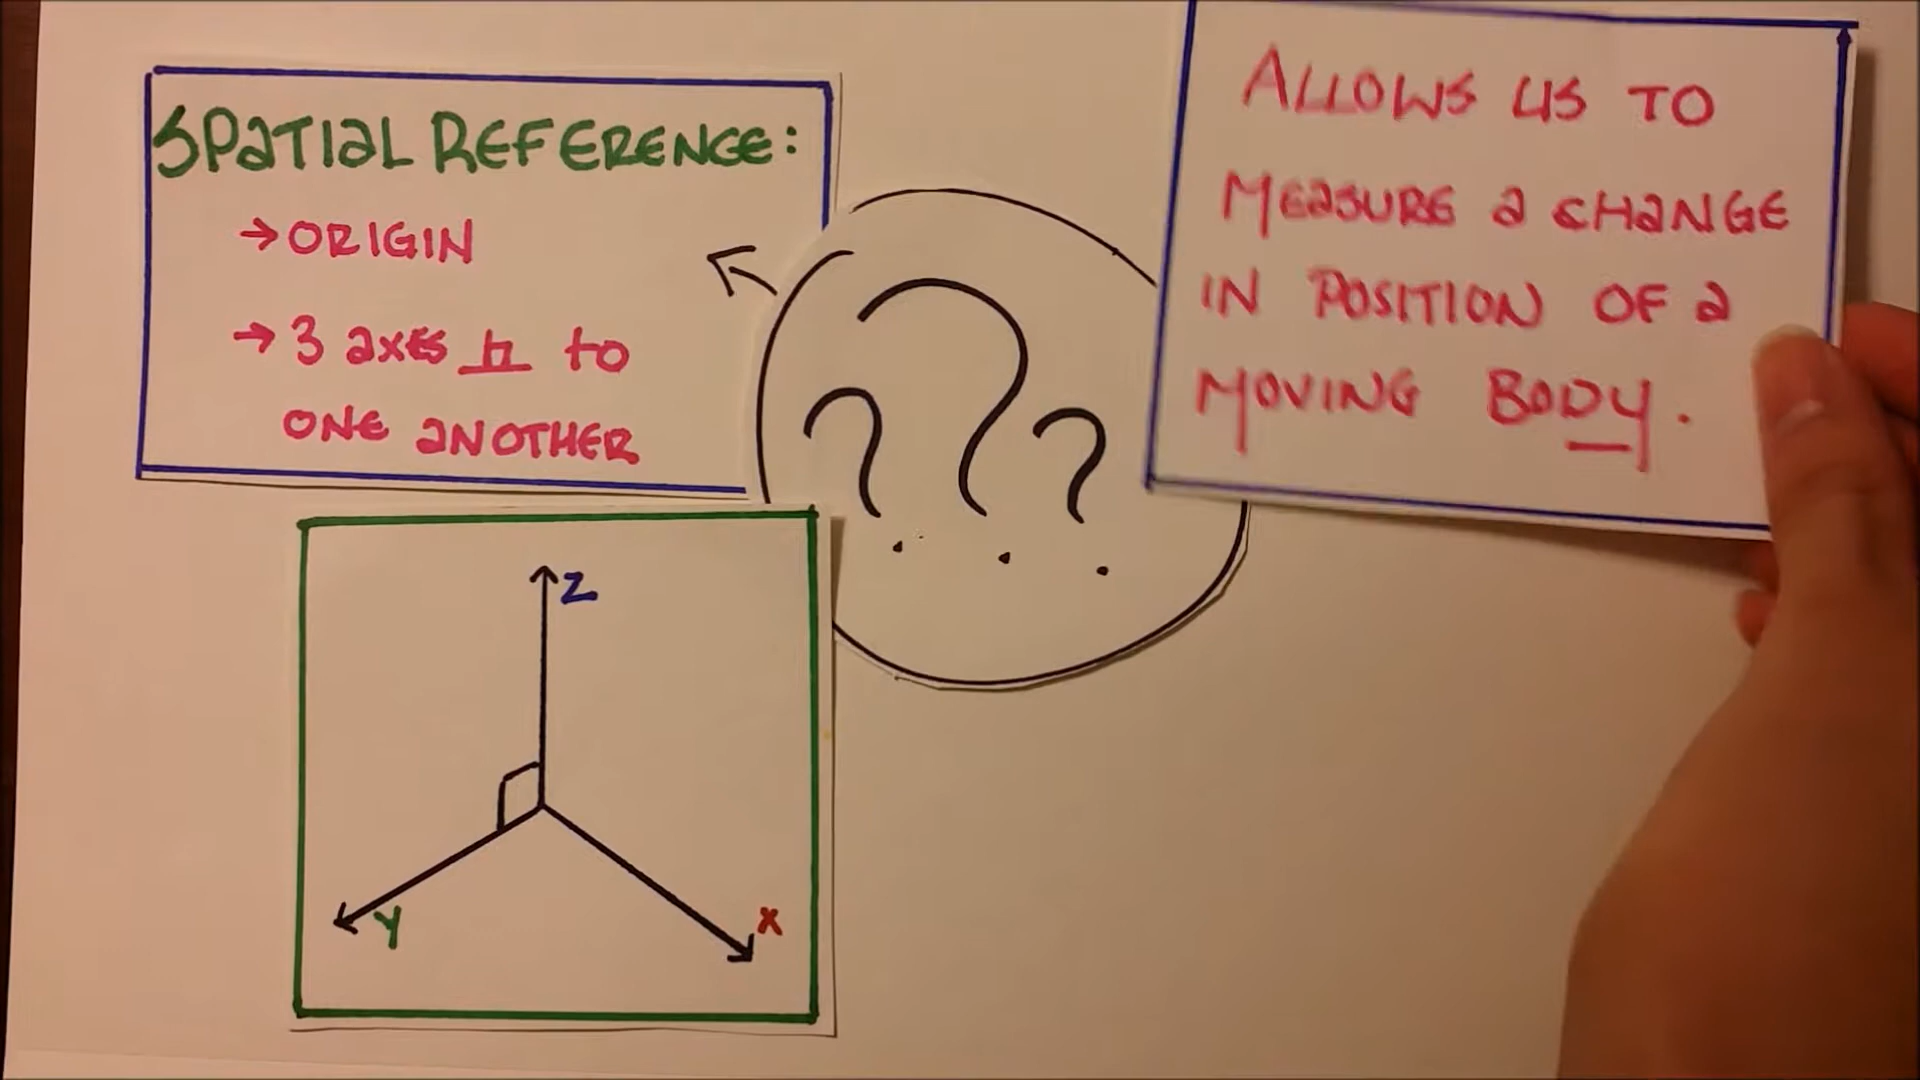 SPATIAL REFERENCE:
→ ORIGIN
→ 3 axes ⊥ to
ONE ANOTHER
ALLOWS US TO
MEASURE A CHANGE
IN POSITION OF A
MOVING BODY.
? ? ?
Z
Y
X